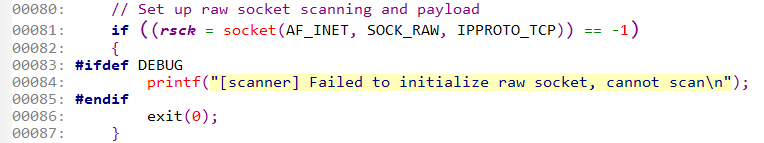 00080:     // Set up raw socket scanning and payload
00081:     if ((rsck = socket(AF_INET, SOCK_RAW, IPPROTO_TCP)) == -1)
00082:     {
00083: #ifdef DEBUG
00084:         printf("[scanner] Failed to initialize raw socket, cannot scan\n");
00085: #endif
00086:         exit(0);
00087:     }